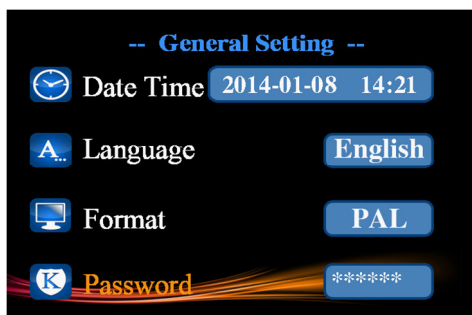 -- General Setting --
Date Time 2014-01-08 14:21
A... Language English
Format PAL
K Password ******